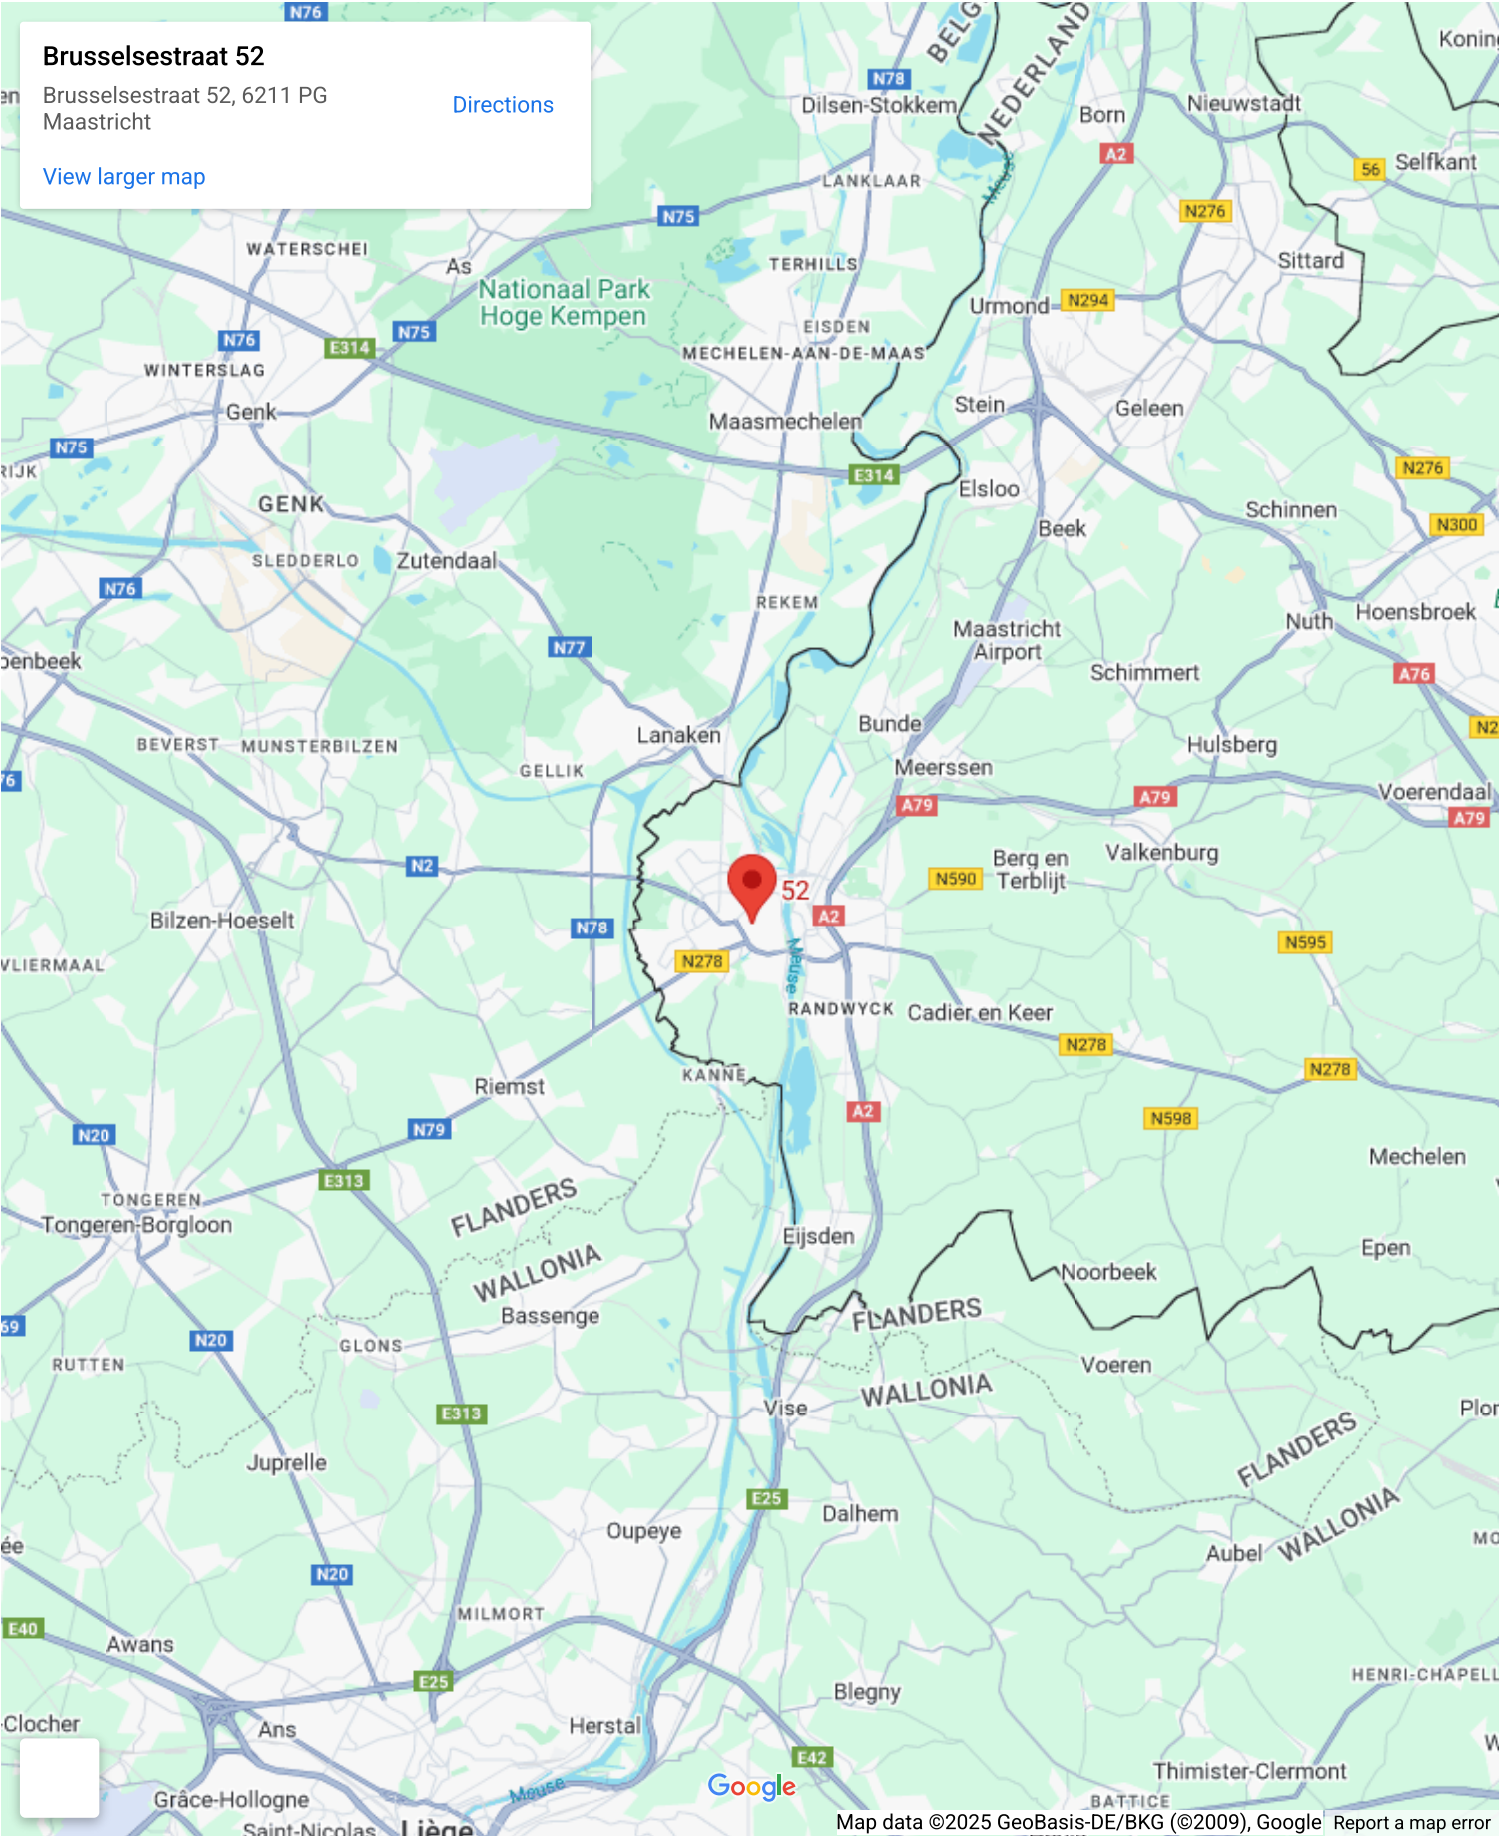 N76
Brusselsestraat 52
Brusselsestraat 52, 6211 PG
Maastricht
Directions
View larger map
N78
Dilsen-Stokkem
NEDERLAND
Born
Nieuwstadt
A2
56
Selfkant
LANKLAAR
Meuse
N75
N276
WATERSCHEI
As
TERHILLS
Sittard
Nationaal Park
Hoge Kempen
Urmond
N294
EISDEN
N76
E314
N75
MECHELEN-AAN-DE-MAAS
WINTERSLAG
Genk
Stein
Geleen
Maasmechelen
N75
E314
N276
Elsloo
GENK
Schinnen
N300
Beek
SLEDDERLO
Zutendaal
N76
REKEM
Nuth
Hoensbroek
Maastricht
Airport
N77
Schimmert
A76
Bunde
Lanaken
BEVERST
MUNSTERBILZEN
Hulsberg
GELLIK
Meerssen
A79
A79
Voerendaal
A79
N2
Berg en
Terblijt
Valkenburg
N590
52
A2
Bilzen-Hoeselt
N78
N595
VLIERMAAL
N278
Meuse
RANDWYCK
Cadier en Keer
N278
N278
KANNE
Riemst
A2
N598
N20
N79
Mechelen
E313
TONGEREN
Tongeren-Borgloon
FLANDERS
WALLONIA
Eijsden
Epen
Noorbeek
Bassenge
FLANDERS
N20
GLONS
RUTTEN
Voeren
WALLONIA
Vise
E313
FLANDERS
WALLONIA
Juprelle
E25
Dalhem
Oupeye
Aubel
N20
MILMORT
E40
Awans
E25
Blegny
Herstal
Ans
E42
Thimister-Clermont
Meuse
Google
Grâce-Hollogne
BATTICE
Saint-Nicolas
Liège
Map data ©2025 GeoBasis-DE/BKG (©2009), Google
Report a map error